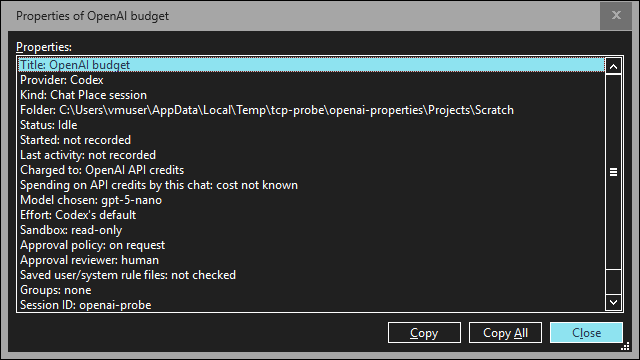 Properties of OpenAI budget
Properties:
Title: OpenAI budget
Provider: Codex
Kind: Chat Place session
Folder: C:\Users\vmuser\AppData\Local\Temp\tcp-probe\openai-properties\Projects\Scratch
Status: Idle
Started: not recorded
Last activity: not recorded
Charged to: OpenAI API credits
Spending on API credits by this chat: cost not known
Model chosen: gpt-5-nano
Effort: Codex's default
Sandbox: read-only
Approval policy: on request
Approval reviewer: human
Saved user/system rule files: not checked
Groups: none
Session ID: openai-probe
Copy Copy All Close